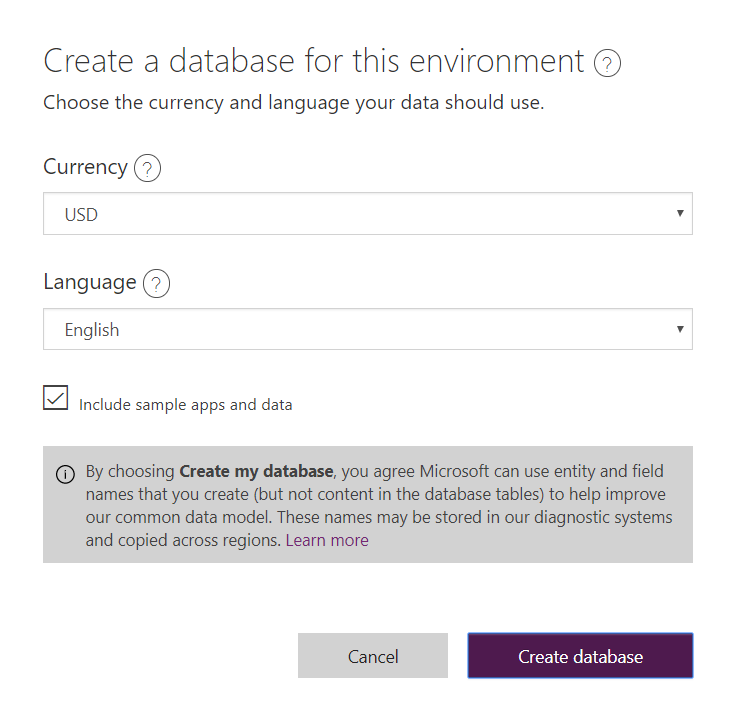 Create a database for this environment ?
Choose the currency and language your data should use.
Currency ?
USD
Language ?
English
Include sample apps and data
By choosing Create my database, you agree Microsoft can use entity and field
names that you create (but not content in the database tables) to help improve
our common data model. These names may be stored in our diagnostic systems
and copied across regions. Learn more
Cancel
Create database